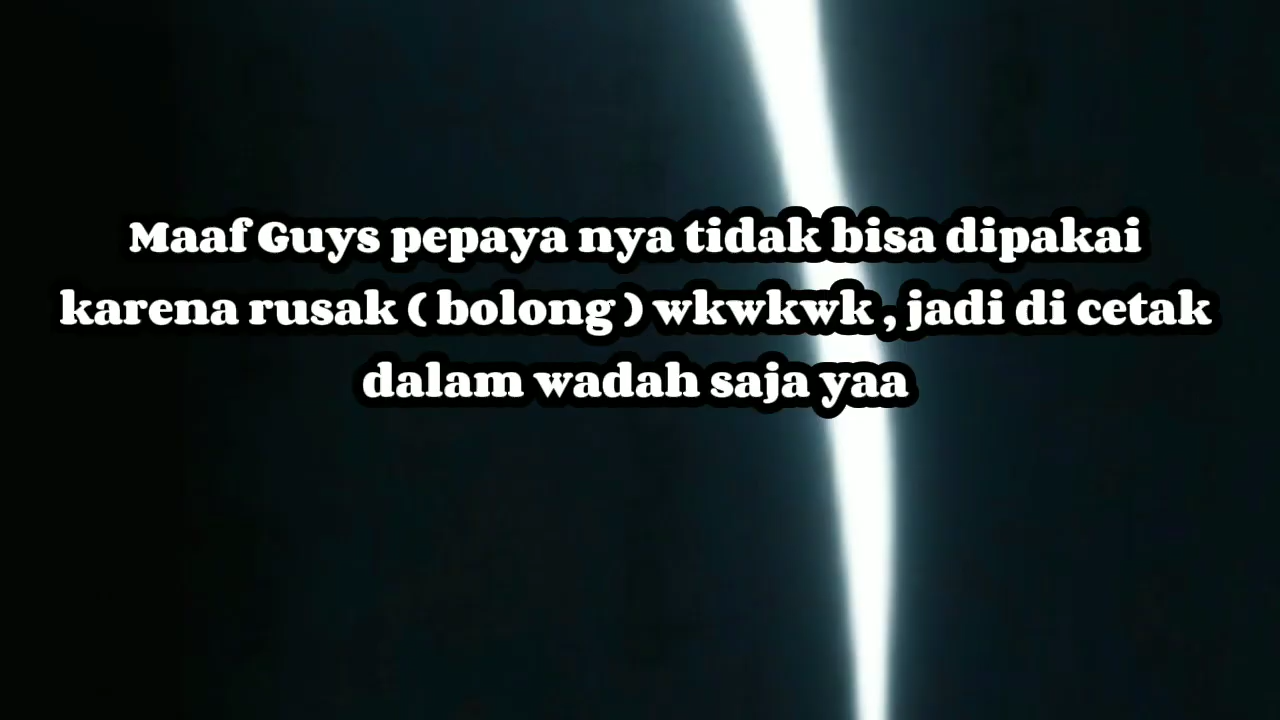 Maaf Guys pepaya nya tidak bisa dipakai
karena rusak ( bolong ) wkwkwk , jadi di cetak
dalam wadah saja yaa